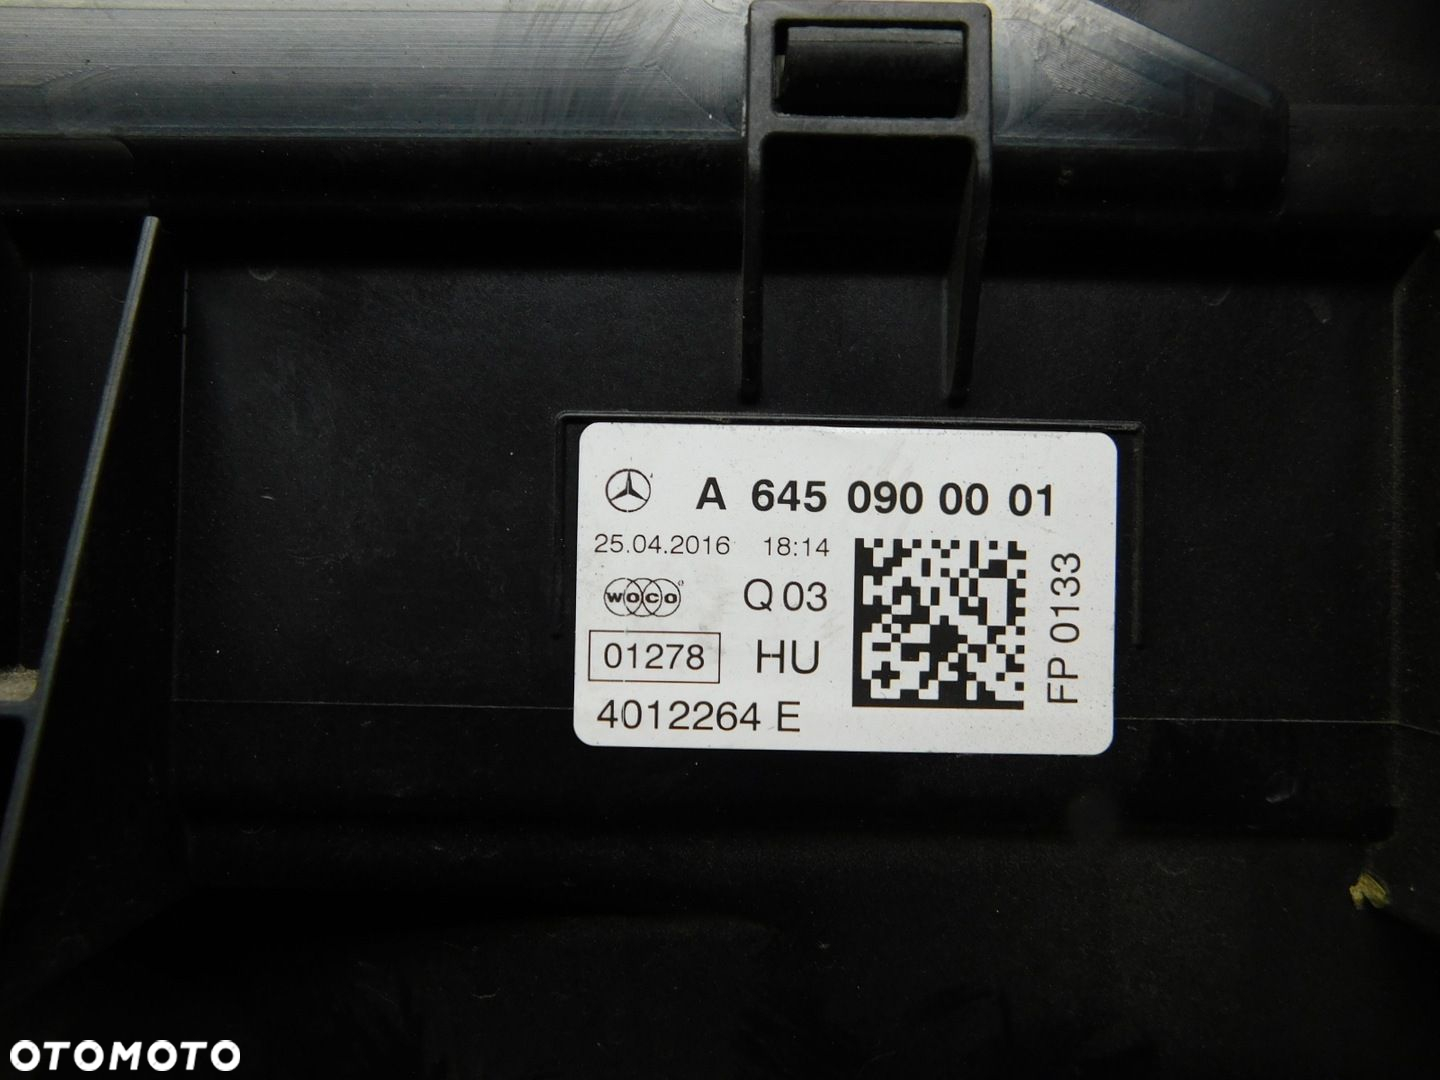 A 645 090 00 01
25.04.2016 18:14
WOCO Q 03
01278 HU
4012264 E
FP 0133
OTOMOTO